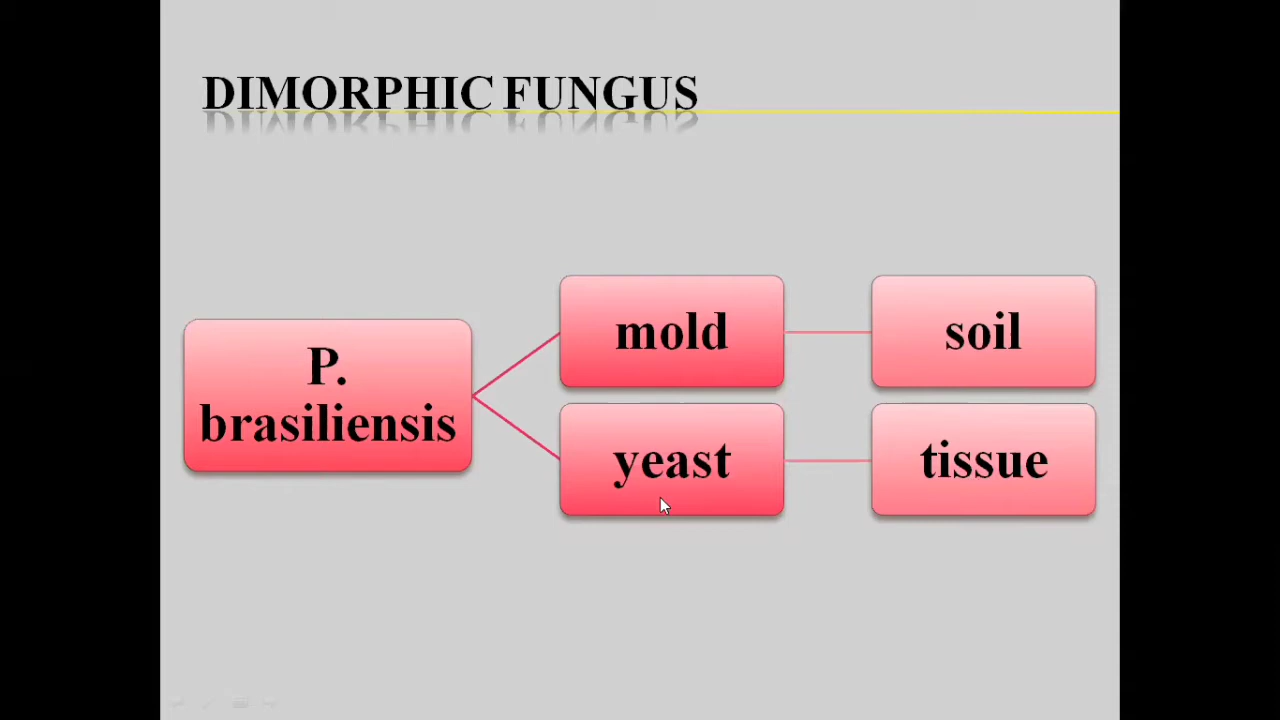 DIMORPHIC FUNGUS
P.
brasiliensis
mold
soil
yeast
tissue